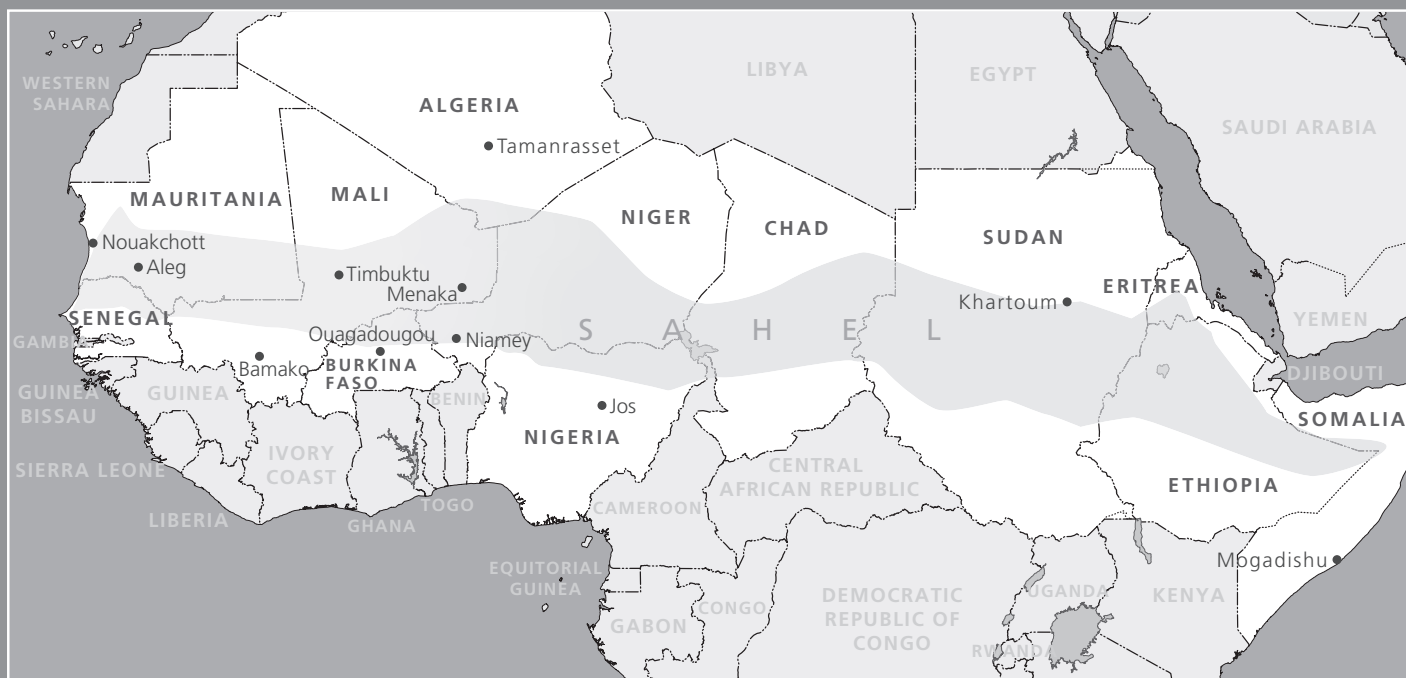 WESTERN
SAHARA
ALGERIA
Tamanrasset
LIBYA
EGYPT
SAUDI ARABIA
MAURITANIA
MALI
NIGER
CHAD
SUDAN
Nouakchott
Aleg
Timbuktu
Menaka
ERITREA
Khartoum
YEMEN
SENEGAL
GAMBIA
Ouagadougou
Niamey
SAHEL
Bamako
BURKINA
FASO
DJIBOUTI
GUINEA
BISSAU
GUINEA
BENIN
Jos
NIGERIA
SOMALIA
SIERRA LEONE
IVORY
COAST
CENTRAL
AFRICAN REPUBLIC
ETHIOPIA
LIBERIA
GHANA
TOGO
CAMEROON
EQUITORIAL
GUINEA
Mogadishu
GABON
CONGO
DEMOCRATIC
REPUBLIC OF
CONGO
UGANDA
KENYA
RWANDA